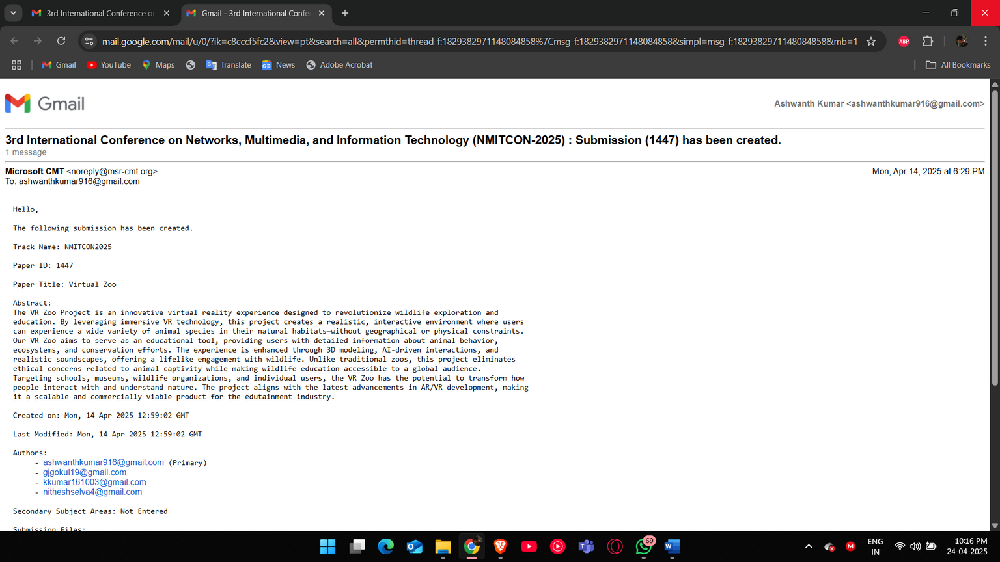 3rd International Conference on
Gmail - 3rd International Confe
mail.google.com/mail/u/0/?ik=c8cccf5fc2&view=pt&search=all&permthid=thread-f:1829382971148084858%7Cmsg-f:1829382971148084858&simpl=msg-f:1829382971148084858&mb=1
ABP
Gmail
YouTube
Maps
Translate
News
Adobe Acrobat
All Bookmarks
Gmail
Ashwanth Kumar <ashwanthkumar916@gmail.com>
3rd International Conference on Networks, Multimedia, and Information Technology (NMITCON-2025) : Submission (1447) has been created.
1 message
Microsoft CMT <noreply@msr-cmt.org>
Mon, Apr 14, 2025 at 6:29 PM
To: ashwanthkumar916@gmail.com
Hello,
The following submission has been created.
Track Name: NMITCON2025
Paper ID: 1447
Paper Title: Virtual Zoo
Abstract:
The VR Zoo Project is an innovative virtual reality experience designed to revolutionize wildlife exploration and
education. By leveraging immersive VR technology, this project creates a realistic, interactive environment where users
can experience a wide variety of animal species in their natural habitats—without geographical or physical constraints.
Our VR Zoo aims to serve as an educational tool, providing users with detailed information about animal behavior,
ecosystems, and conservation efforts. The experience is enhanced through 3D modeling, AI-driven interactions, and
realistic soundscapes, offering a lifelike engagement with wildlife. Unlike traditional zoos, this project eliminates
ethical concerns related to animal captivity while making wildlife education accessible to a global audience.
Targeting schools, museums, wildlife organizations, and individual users, the VR Zoo has the potential to transform how
people interact with and understand nature. The project aligns with the latest advancements in AR/VR development, making
it a scalable and commercially viable product for the edutainment industry.
Created on: Mon, 14 Apr 2025 12:59:02 GMT
Last Modified: Mon, 14 Apr 2025 12:59:02 GMT
Authors:
- ashwanthkumar916@gmail.com (Primary)
- gjgokul19@gmail.com
- kkumar161003@gmail.com
- nitheshselva4@gmail.com
Secondary Subject Areas: Not Entered
Submission Files:
69
ENG
IN
10:16 PM
24-04-2025